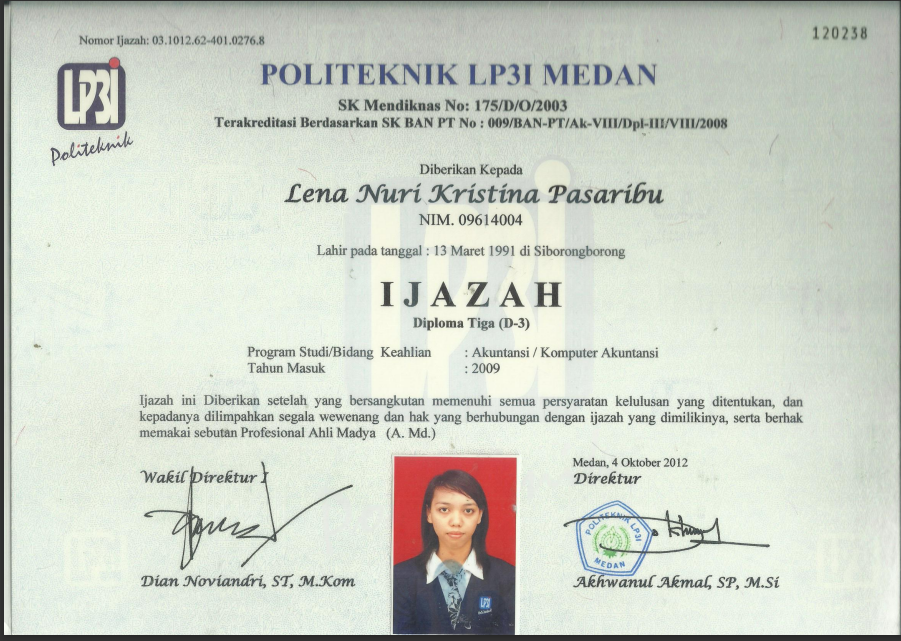 Nomor Ijazah: 03.1012.62-401.0276.8
120238
LP3I
Politeknik
POLITEKNIK LP3I MEDAN
SK Mendiknas No: 175/D/O/2003
Terakreditasi Berdasarkan SK BAN PT No : 009/BAN-PT/Ak-VIII/Dpl-III/VIII/2008
Diberikan Kepada
Lena Nuri Kristina Pasaribu
NIM. 09614004
Lahir pada tanggal : 13 Maret 1991 di Siborongborong
IJAZAH
Diploma Tiga (D-3)
Program Studi/Bidang Keahlian : Akuntansi / Komputer Akuntansi
Tahun Masuk : 2009
Ijazah ini Diberikan setelah yang bersangkutan memenuhi semua persyaratan kelulusan yang ditentukan, dan
kepadanya dilimpahkan segala wewenang dan hak yang berhubungan dengan ijazah yang dimilikinya, serta berhak
memakai sebutan Profesional Ahli Madya (A. Md.)
Wakil Direktur I
Dian Noviandri, ST, M.Kom
LP3I
Medan, 4 Oktober 2012
Direktur
POLITEKNIK LP3I
MEDAN
Akhwanul Akmal, SP, M.Si